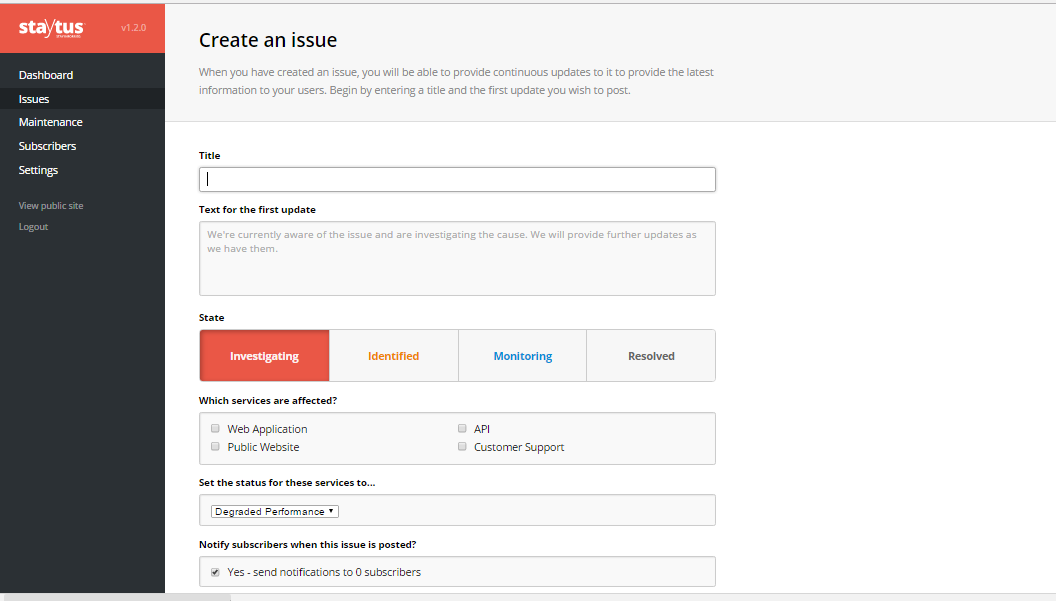 staytus
v1.2.0
Dashboard
Issues
Maintenance
Subscribers
Settings
View public site
Logout
Create an issue
When you have created an issue, you will be able to provide continuous updates to it to provide the latest
information to your users. Begin by entering a title and the first update you wish to post.
Title
Text for the first update
We're currently aware of the issue and are investigating the cause. We will provide further updates as
we have them.
State
Investigating
Identified
Monitoring
Resolved
Which services are affected?
Web Application
API
Public Website
Customer Support
Set the status for these services to...
Degraded Performance
Notify subscribers when this issue is posted?
Yes - send notifications to 0 subscribers